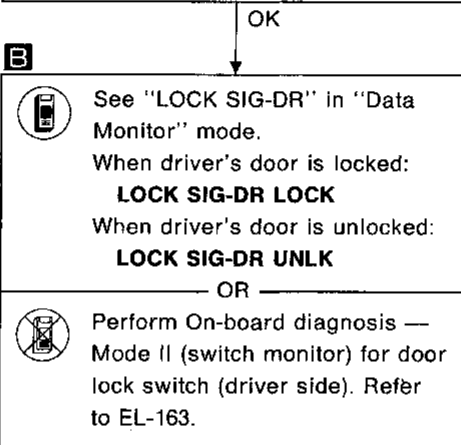 OK
B
See "LOCK SIG-DR" in "Data
Monitor" mode.
When driver's door is locked:
LOCK SIG-DR LOCK
When driver's door is unlocked:
LOCK SIG-DR UNLK
OR
Perform On-board diagnosis —
Mode II (switch monitor) for door
lock switch (driver side). Refer
to EL-163.